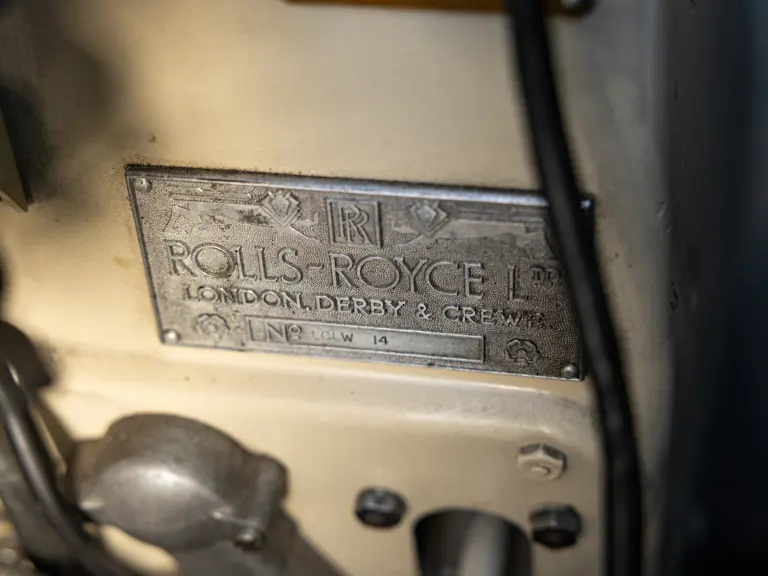 RR
ROLLS-ROYCE LTD
LONDON, DERBY & CREWE.
No LCLW 14